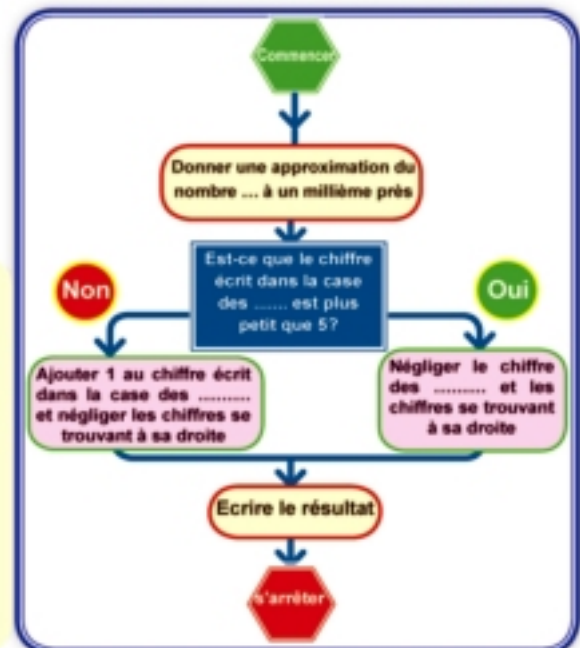 Commencer
Donner une approximation du
nombre .... à un millième près
Est-ce que le chiffre
écrit dans la case
des ....... est plus
petit que 5?
Non
Oui
Ajouter 1 au chiffre écrit
dans la case des ..........
et négliger les chiffres se
trouvant à sa droite
Négliger le chiffre
des .......... et les
chiffres se trouvant
à sa droite
Ecrire le résultat
s'arrêter